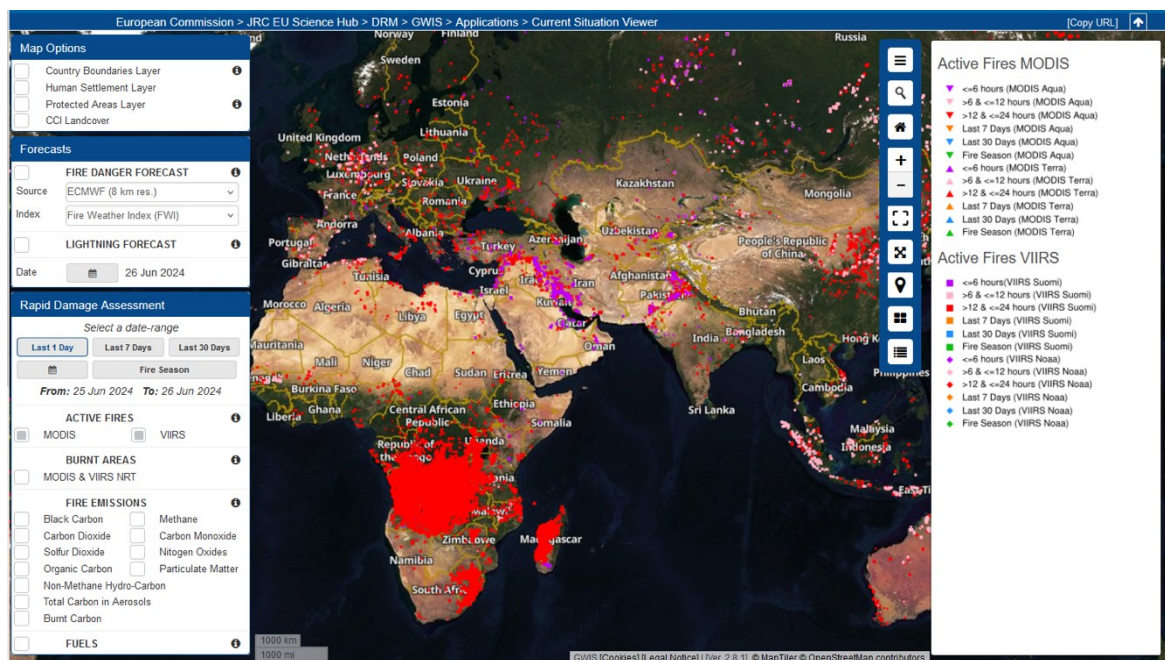 European Commission > JRC EU Science Hub > DRM > GWIS > Applications > Current Situation Viewer
[Copy URL]
Map Options
Country Boundaries Layer
Human Settlement Layer
Protected Areas Layer
CCI Landcover
Forecasts
FIRE DANGER FORECAST
Source ECMWF (8 km res.)
Index Fire Weather Index (FWI)
LIGHTNING FORECAST
Date 26 Jun 2024
Rapid Damage Assessment
Select a date-range
Last 1 Day Last 7 Days Last 30 Days
Fire Season
From: 25 Jun 2024 To: 26 Jun 2024
ACTIVE FIRES
MODIS VIIRS
BURNT AREAS
MODIS & VIIRS NRT
FIRE EMISSIONS
Black Carbon Methane
Carbon Dioxide Carbon Monoxide
Solfur Dioxide Nitogen Oxides
Organic Carbon Particulate Matter
Non-Methane Hydro-Carbon
Total Carbon in Aerosols
Burnt Carbon
FUELS
Norway Finland
Russia
Sweden
Estonia
United Kingdom Lithuania
Netherlands Poland
Luxembourg
Slovakia Ukraine
Kazakhstan
Mongolia
France Romania
Andorra
Portugal Albania
Turkey Azerbaijan Uzbekistan
People's Republic
of China
Gibraltar Tunisia
Cyprus
Israel Iraq Iran
Afghanistan
Kuwait Pakistan
Morocco Algeria Libya Egypt
Qatar
Bhutan
India Bangladesh
Hong K
Oman
Mauritania
Mali Niger Chad Sudan Eritrea Yemen
Laos
Philippines
Burkina Faso
Cambodia
Liberia Ghana
Central African
Republic
Ethiopia
Somalia
Sri Lanka
Republic of
the Congo
Uganda
Malaysia
Indonesia
East Ti
Malawi
Zimbabwe Madagascar
Namibia
South Africa
1000 km
1000 mi
GWIS [Cookies] [Legal Notice] | [Ver. 2.8.1] © MapTiler © OpenStreetMap contributors
Active Fires MODIS
<=6 hours (MODIS Aqua)
>6 & <=12 hours (MODIS Aqua)
>12 & <=24 hours (MODIS Aqua)
Last 7 Days (MODIS Aqua)
Last 30 Days (MODIS Aqua)
Fire Season (MODIS Aqua)
<=6 hours (MODIS Terra)
>6 & <=12 hours (MODIS Terra)
>12 & <=24 hours (MODIS Terra)
Last 7 Days (MODIS Terra)
Last 30 Days (MODIS Terra)
Fire Season (MODIS Terra)
Active Fires VIIRS
<=6 hours(VIIRS Suomi)
>6 & <=12 hours (VIIRS Suomi)
>12 & <=24 hours (VIIRS Suomi)
Last 7 Days (VIIRS Suomi)
Last 30 Days (VIIRS Suomi)
Fire Season (VIIRS Suomi)
<=6 hours (VIIRS Noaa)
>6 & <=12 hours (VIIRS Noaa)
>12 & <=24 hours (VIIRS Noaa)
Last 7 Days (VIIRS Noaa)
Last 30 Days (VIIRS Noaa)
Fire Season (VIIRS Noaa)